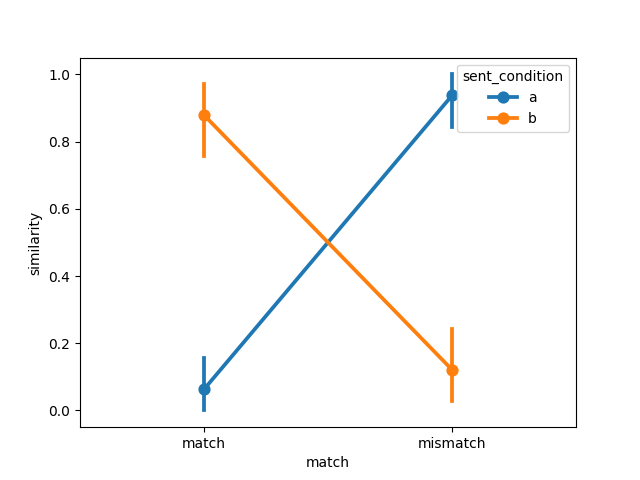 1.0
0.8
0.6
0.4
0.2
0.0
similarity
sent_condition
a
b
match
mismatch
match